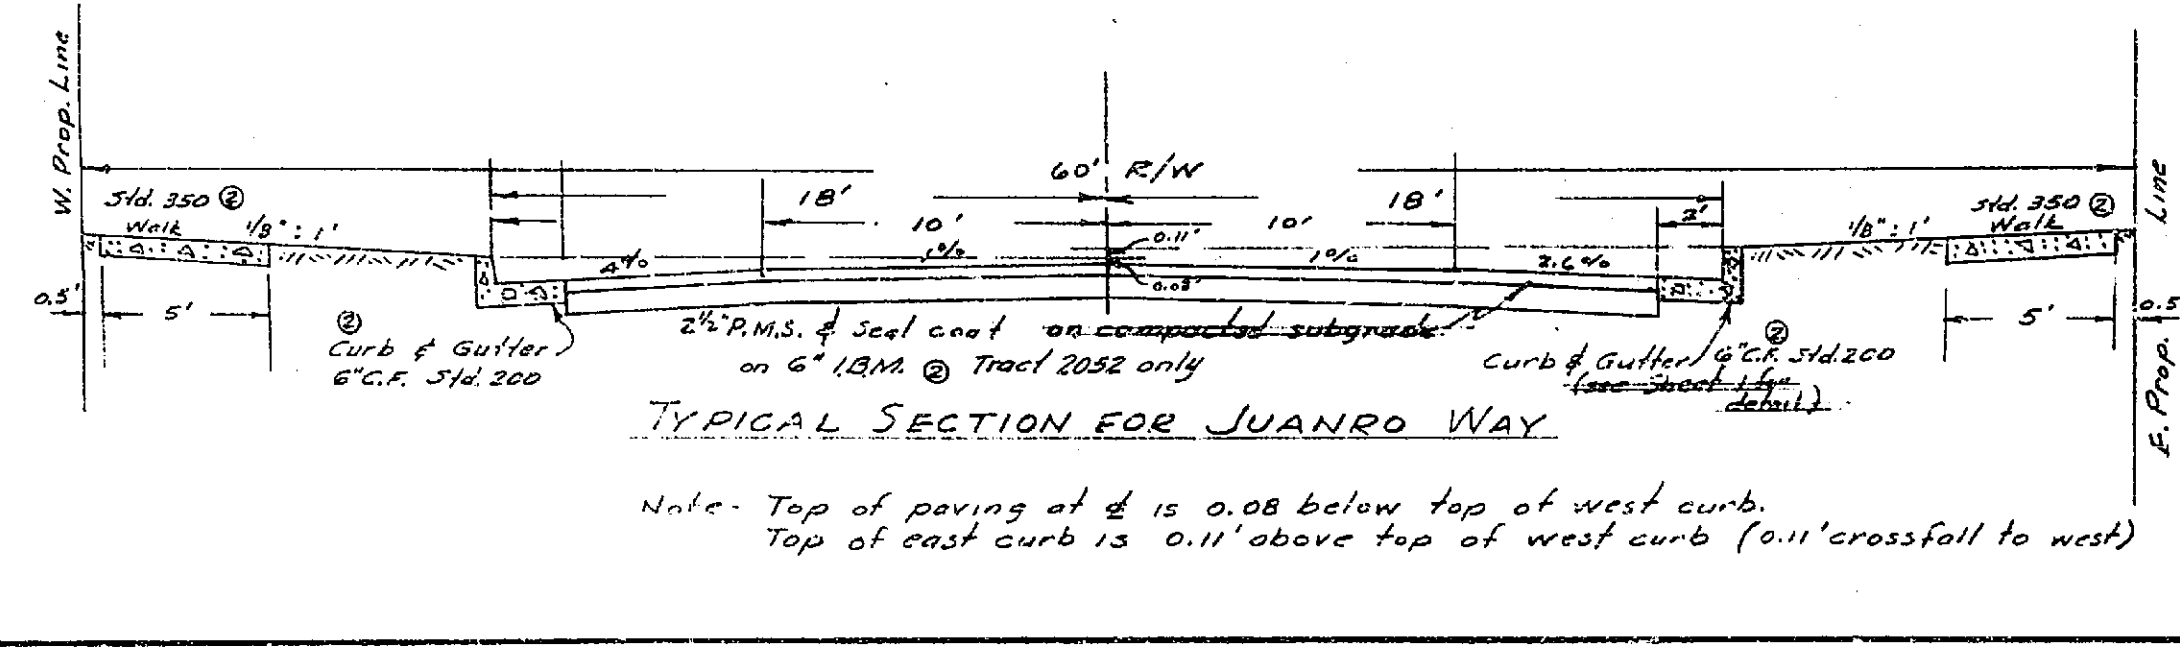 W. Prop. Line
60' R/W
18'
18'
10'
10'
2'
Std. 350 ②
Walk
1/8" : 1'
Std. 350 ②
Walk
1/8" : 1'
E. Prop. Line
0.11'
0.08'
4%
1%
1%
2.6%
0.5'
5'
5'
0.5
②
Curb & Gutter
6" C.F. Std. 200
2½" P.M.S. & Seal coat on compacted subgrade
on 6" I.B.M. ② Tract 2052 only
②
Curb & Gutter 6" C.F. Std. 200
(see Sheet 1 for
detail)
TYPICAL SECTION FOR JUANRO WAY
Note- Top of paving at ℄ is 0.08 below top of west curb.
Top of east curb is 0.11' above top of west curb (0.11' crossfall to west)